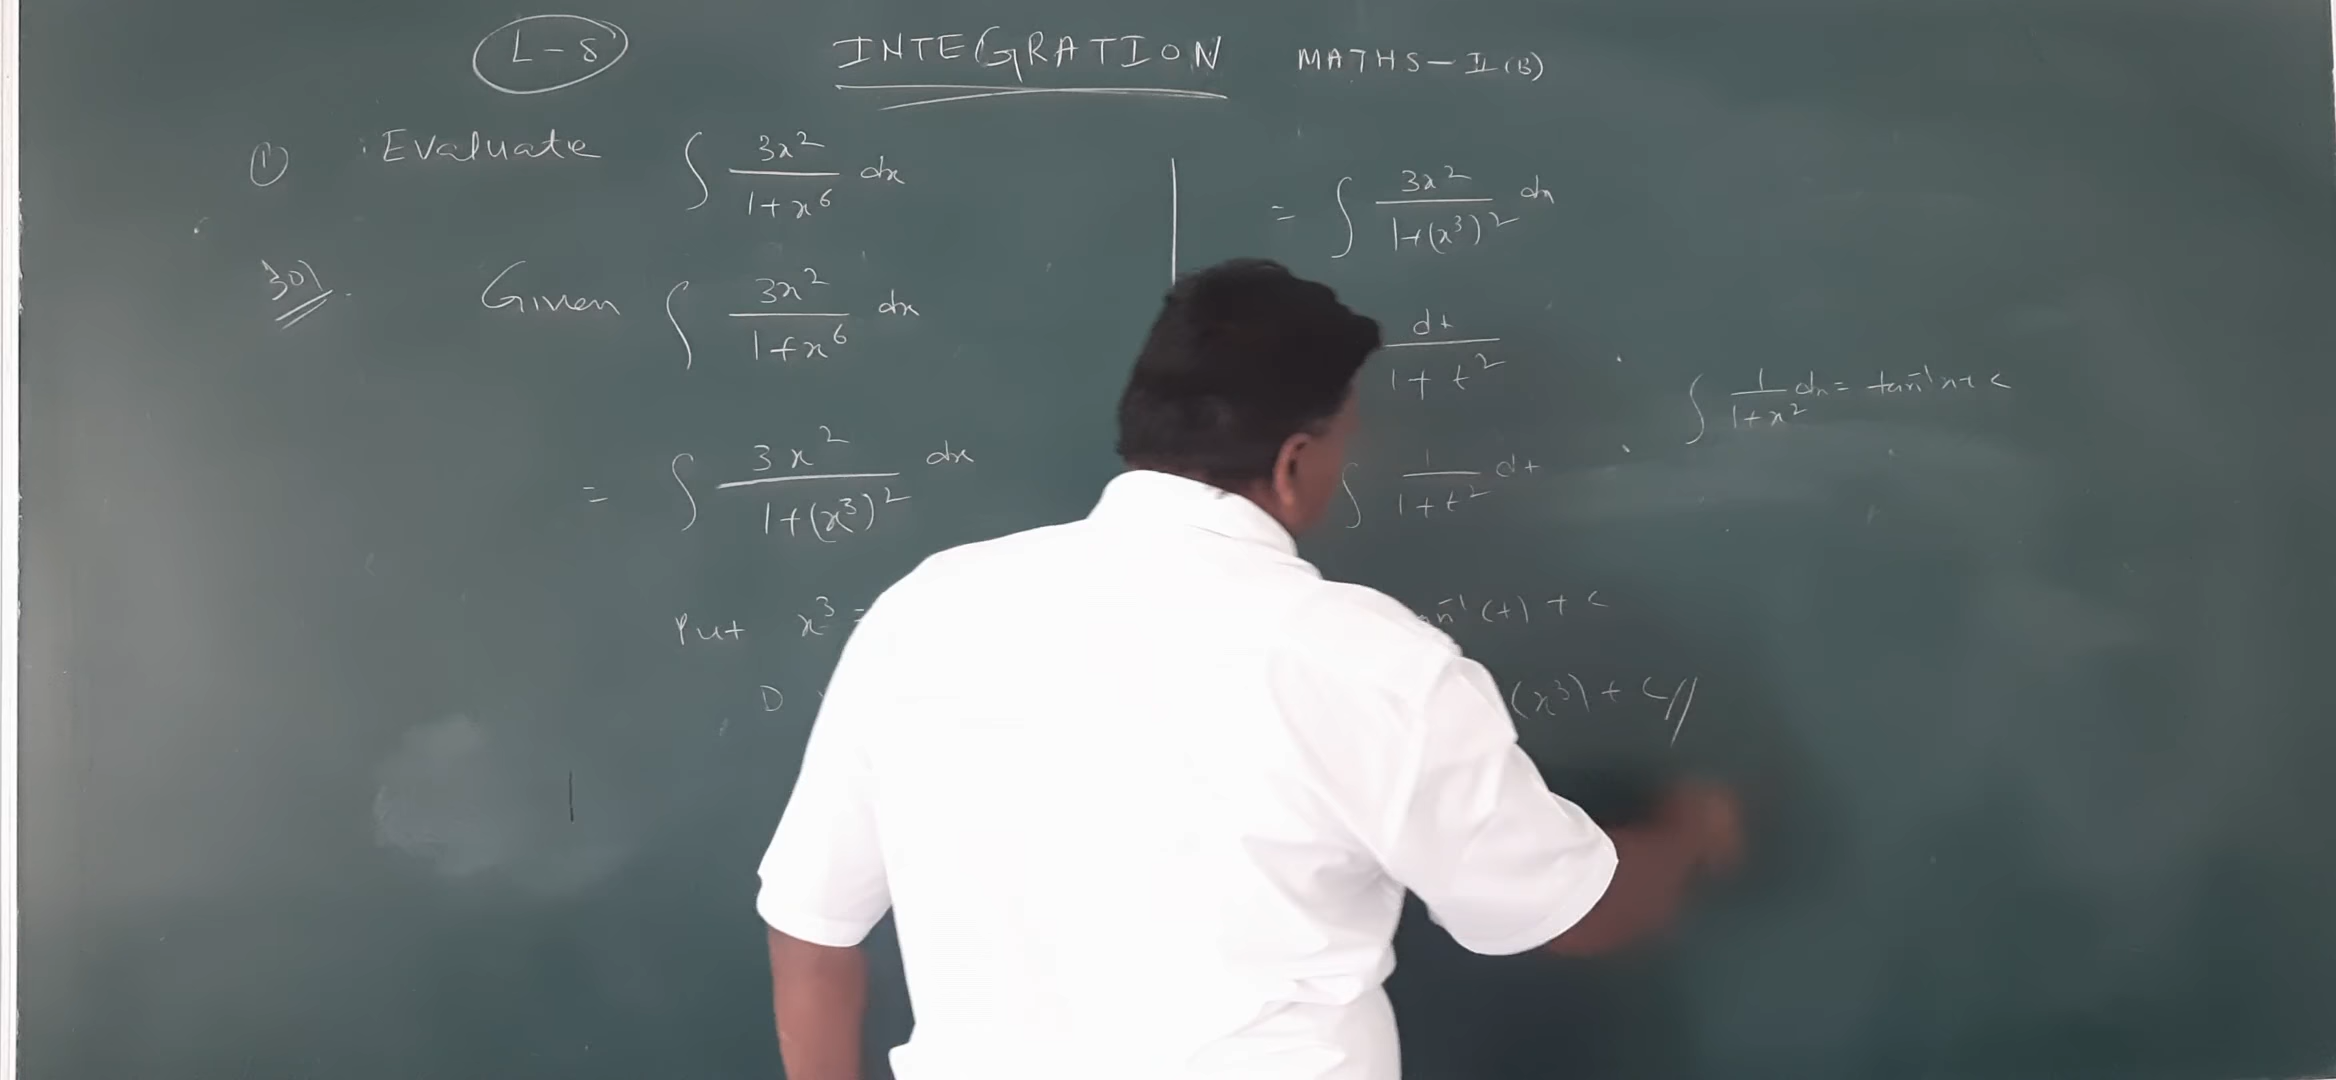 L-8 INTEGRATION MATHS-II(B)
① Evaluate ∫ 3x²/(1+x⁶) dx
Sol. Given ∫ 3x²/(1+x⁶) dx
= ∫ 3x²/(1+(x³)²) dx
Put x³ =
D
= ∫ 3x²/(1+(x³)²) dx
dt/(1+t²)
∫ 1/(1+t²) dt
∫ 1/(1+x²) dx = tan⁻¹x + c
(t) + c
(x³) + c//